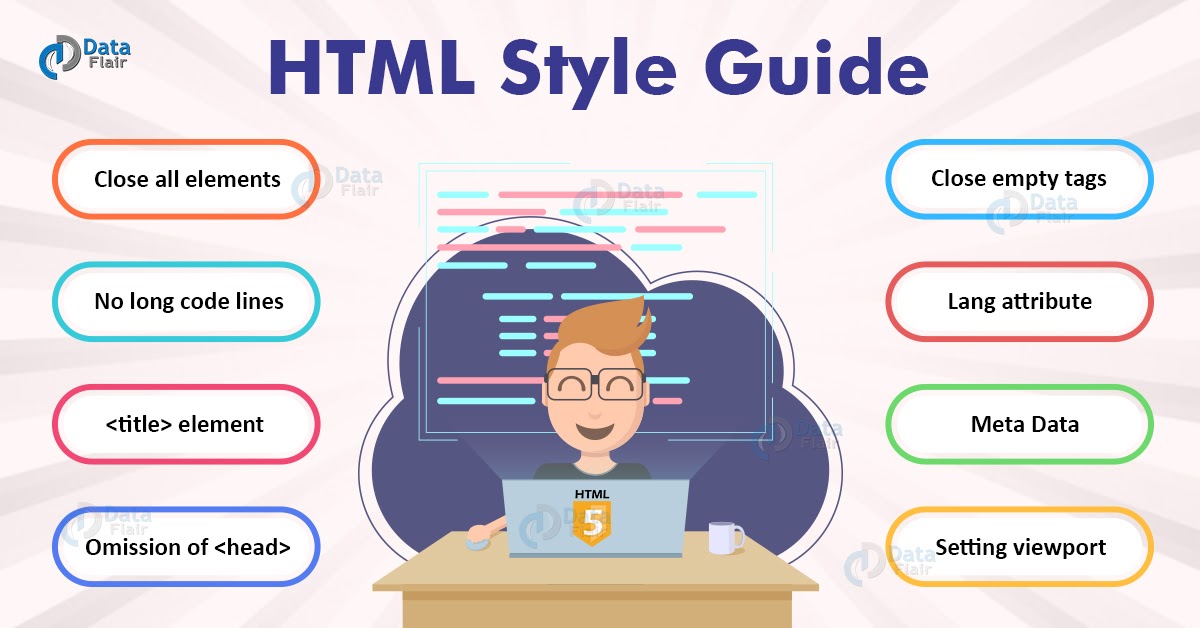 Data
Flair
HTML Style Guide
Close all elements
No long code lines
<title> element
Omission of <head>
Close empty tags
Lang attribute
Meta Data
Setting viewport
HTML
5
Data
Flair
Data
Flair
Data
Flair
Data
Flair
Data
Flair
Data
Flair
Data
Flair